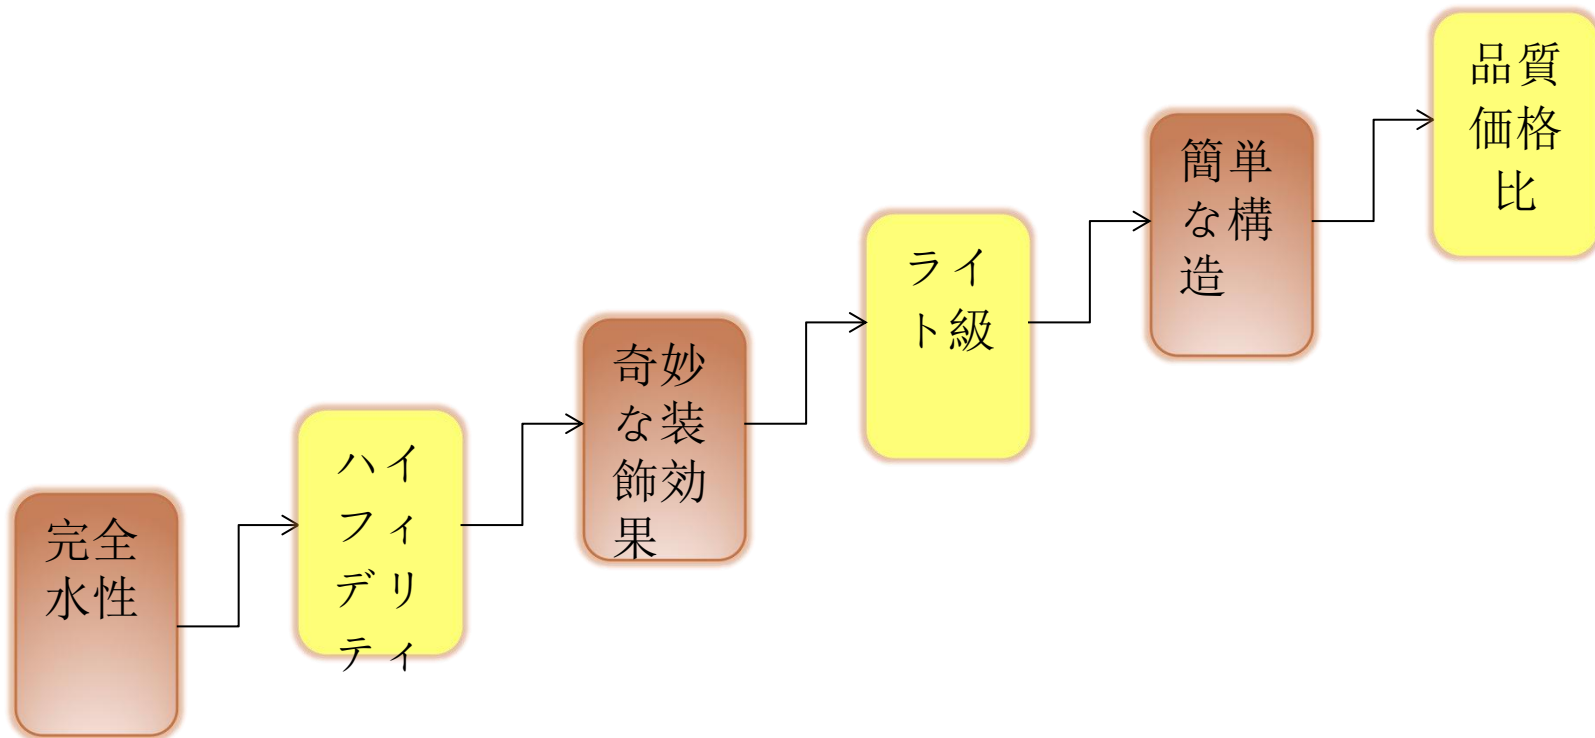 完全
水性
ハイ
フィ
デリ
ティ
奇妙
な装
飾効
果
ライ
ト級
簡単
な構
造
品質
価格
比